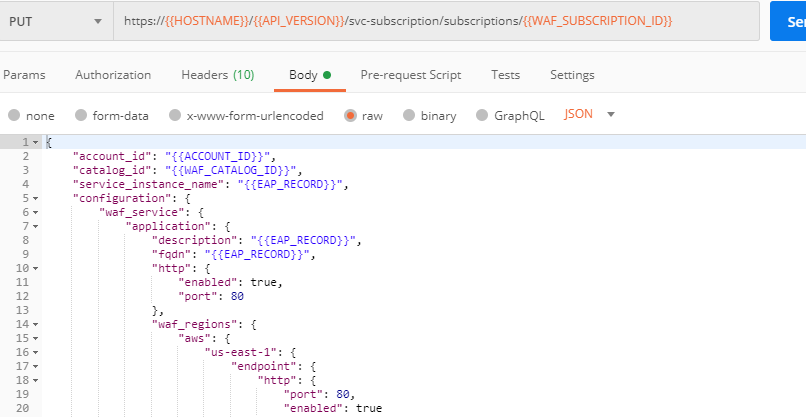 PUT https://{{HOSTNAME}}/{{API_VERSION}}/svc-subscription/subscriptions/{{WAF_SUBSCRIPTION_ID}}
Params Authorization Headers (10) Body Pre-request Script Tests Settings
none form-data x-www-form-urlencoded raw binary GraphQL JSON
1 {
2 "account_id": "{{ACCOUNT_ID}}",
3 "catalog_id": "{{WAF_CATALOG_ID}}",
4 "service_instance_name": "{{EAP_RECORD}}",
5 "configuration": {
6 "waf_service": {
7 "application": {
8 "description": "{{EAP_RECORD}}",
9 "fqdn": "{{EAP_RECORD}}",
10 "http": {
11 "enabled": true,
12 "port": 80
13 },
14 "waf_regions": {
15 "aws": {
16 "us-east-1": {
17 "endpoint": {
18 "http": {
19 "port": 80,
20 "enabled": true